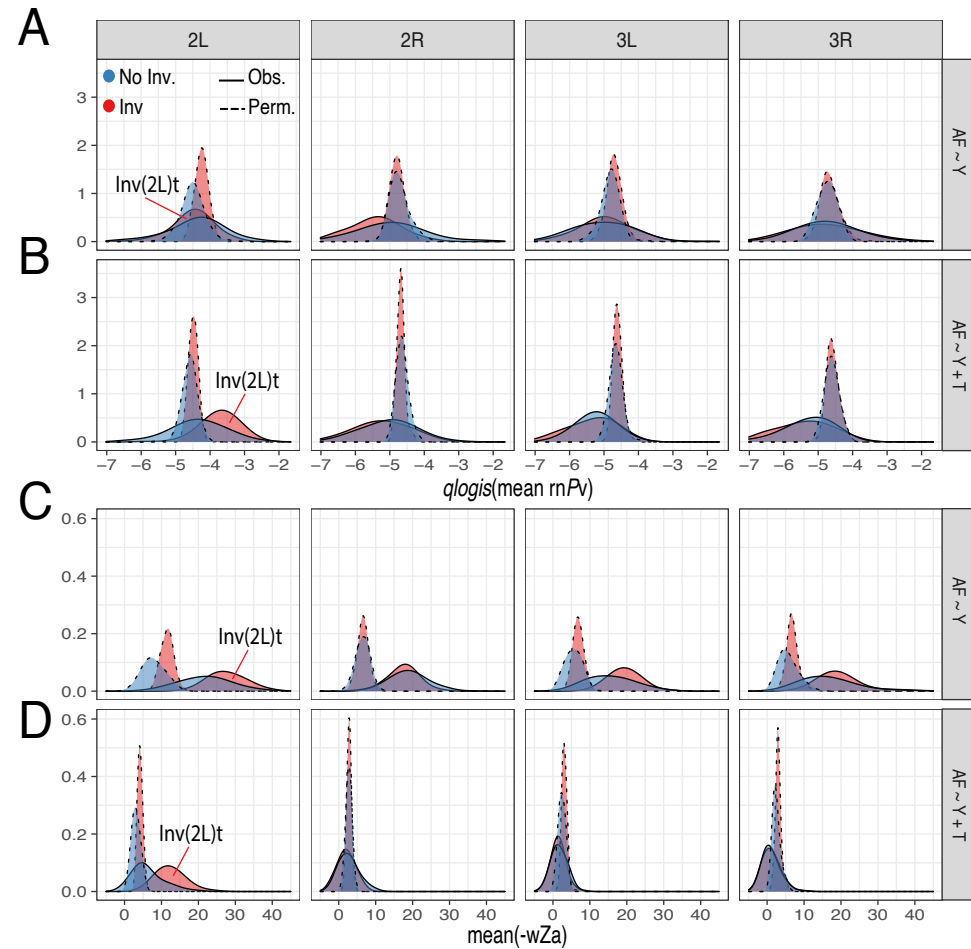 A
2L 2R 3L 3R
No Inv. Obs.
Inv Perm.
3
2
1
0
Inv(2L)t
AF ~ Y
B
3
2
1
0
Inv(2L)t
AF ~ Y + T
−7 −6 −5 −4 −3 −2 −7 −6 −5 −4 −3 −2 −7 −6 −5 −4 −3 −2 −7 −6 −5 −4 −3 −2
qlogis(mean rnPv)
C
0.6
0.4
0.2
0.0
Inv(2L)t
AF ~ Y
D
0.6
0.4
0.2
0.0
Inv(2L)t
AF ~ Y + T
0 10 20 30 40 0 10 20 30 40 0 10 20 30 40 0 10 20 30 40
mean(-wZa)